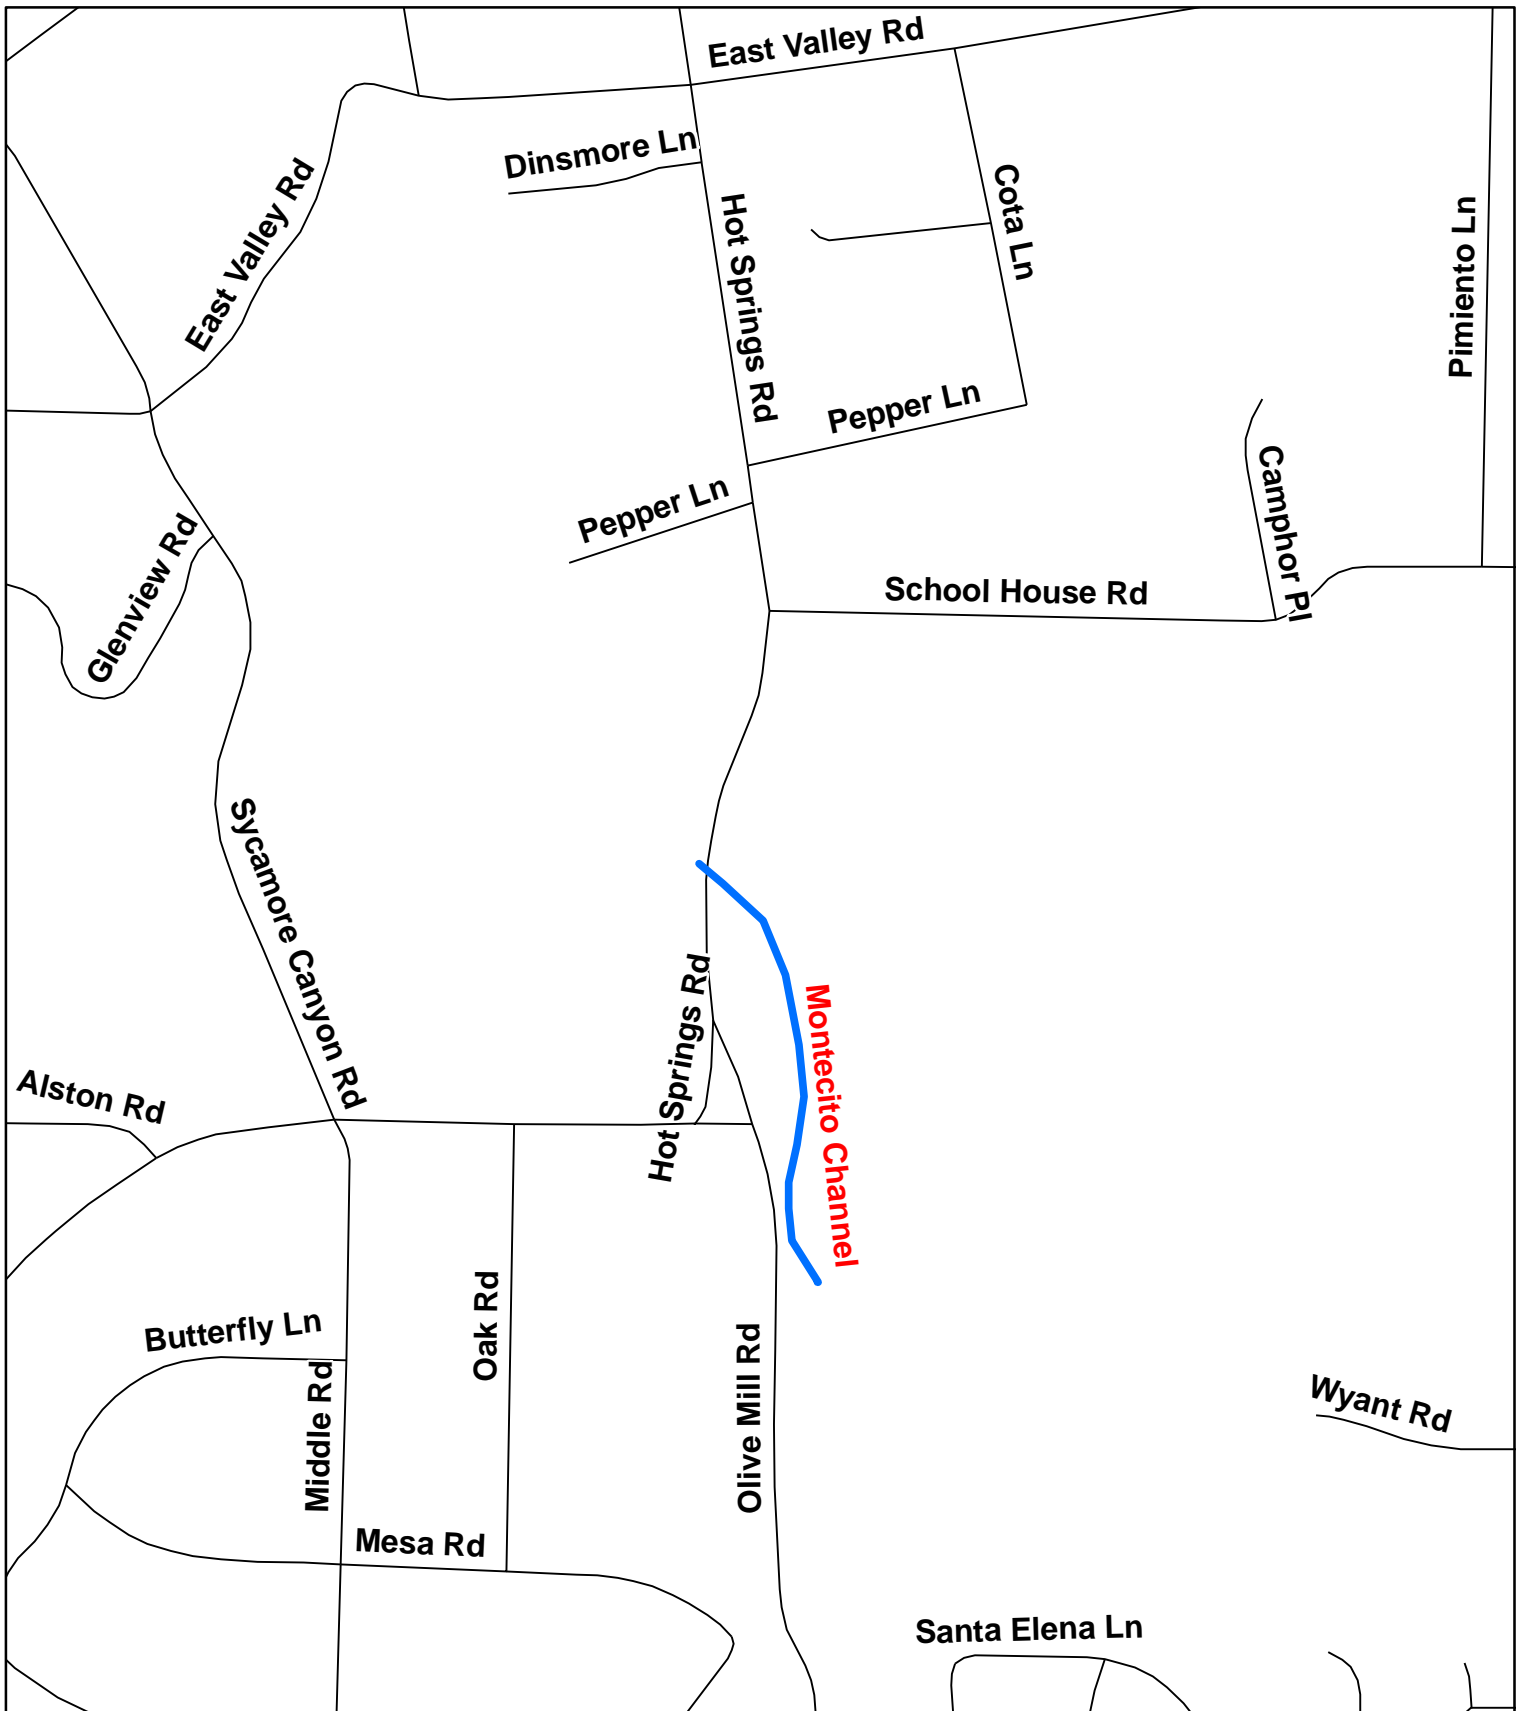 East Valley Rd
Dinsmore Ln
East Valley Rd
Hot Springs Rd
Cota Ln
Pimiento Ln
Pepper Ln
Pepper Ln
Camphor Pl
Glenview Rd
School House Rd
Sycamore Canyon Rd
Hot Springs Rd
Montecito Channel
Alston Rd
Butterfly Ln
Oak Rd
Middle Rd
Olive Mill Rd
Wyant Rd
Mesa Rd
Santa Elena Ln